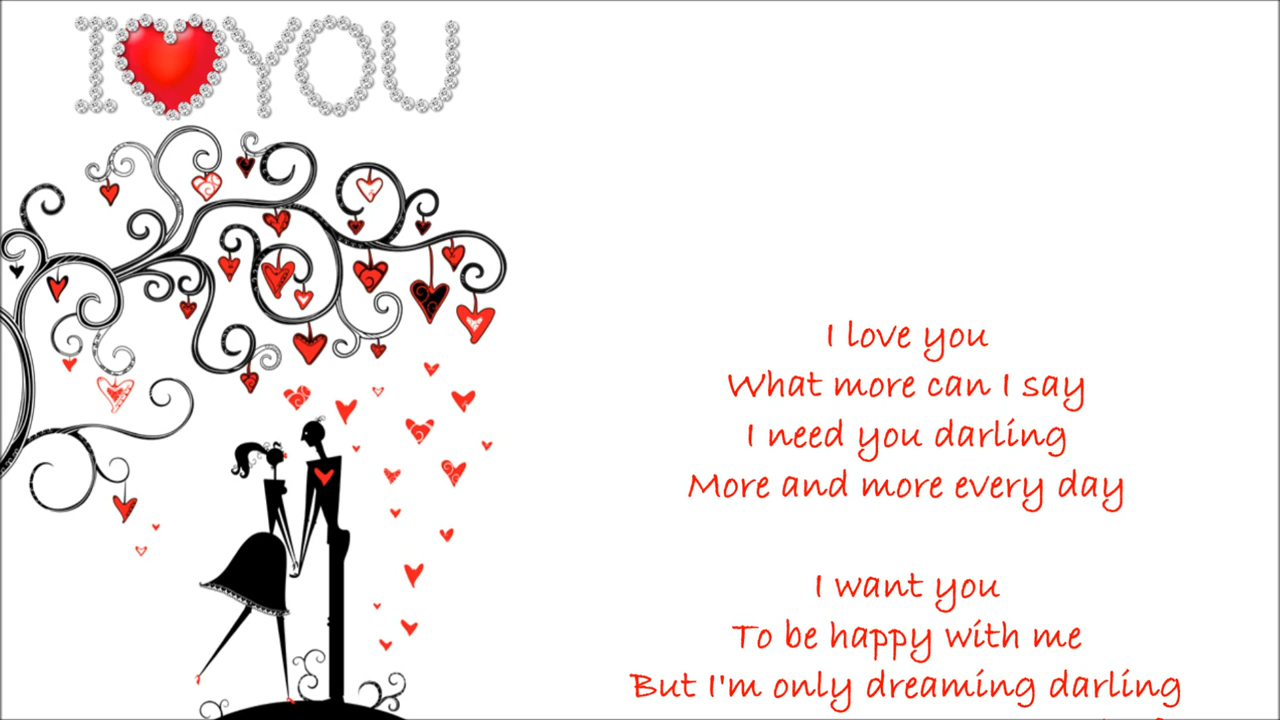 I YOU
I love you
What more can I say
I need you darling
More and more every day
I want you
To be happy with me
But I'm only dreaming darling